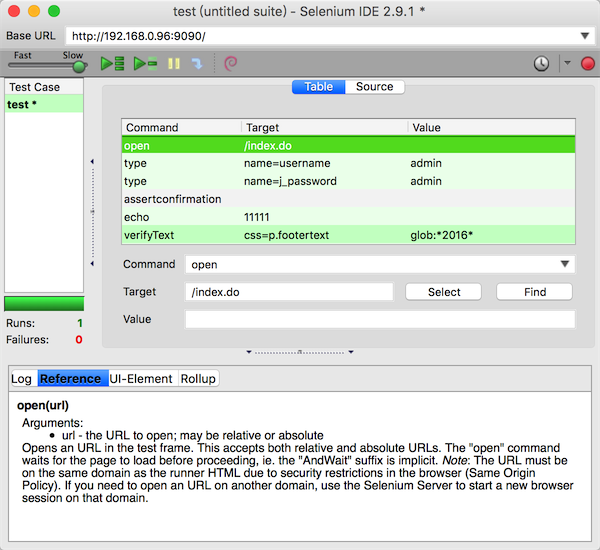 test (untitled suite) - Selenium IDE 2.9.1 *
Base URL http://192.168.0.96:9090/
Fast Slow
Test Case
test *
Table Source
Command Target Value
open /index.do
type name=username admin
type name=j_password admin
assertconfirmation
echo 11111
verifyText css=p.footertext glob:*2016*
Command open
Target /index.do Select Find
Value
Runs: 1
Failures: 0
Log Reference UI-Element Rollup
open(url)
Arguments:
• url - the URL to open; may be relative or absolute
Opens an URL in the test frame. This accepts both relative and absolute URLs. The "open" command
waits for the page to load before proceeding, ie. the "AndWait" suffix is implicit. Note: The URL must be
on the same domain as the runner HTML due to security restrictions in the browser (Same Origin
Policy). If you need to open an URL on another domain, use the Selenium Server to start a new browser
session on that domain.